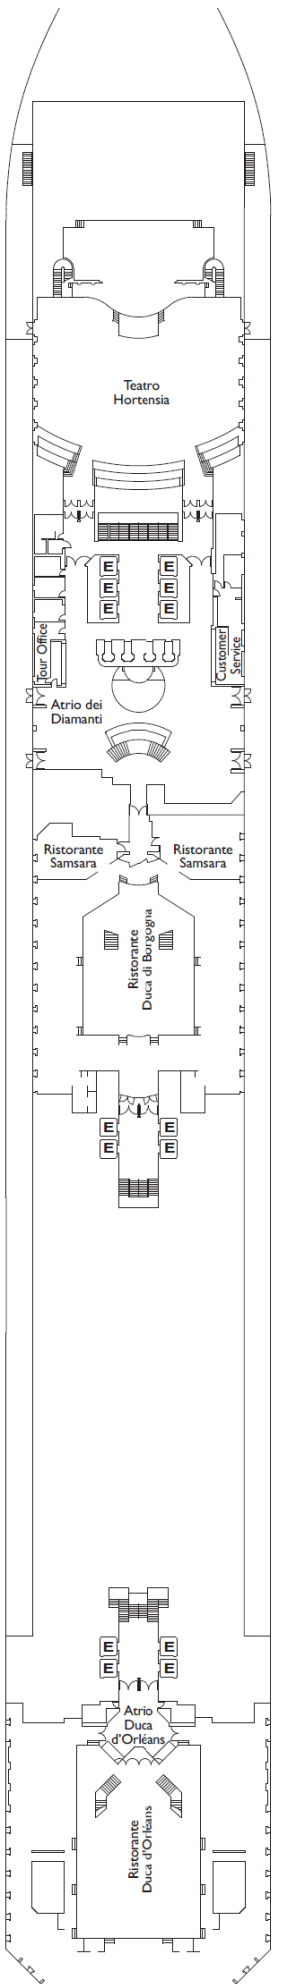 Teatro
Hortensia
E E
E E
E E
Tour Office
Customer
Service
Atrio dei
Diamanti
Ristorante
Samsara
Ristorante
Samsara
Ristorante
Duca di Borgogna
E E
E E
E E
E E
Atrio
Duca
d'Orléans
Ristorante
Duca d'Orléans